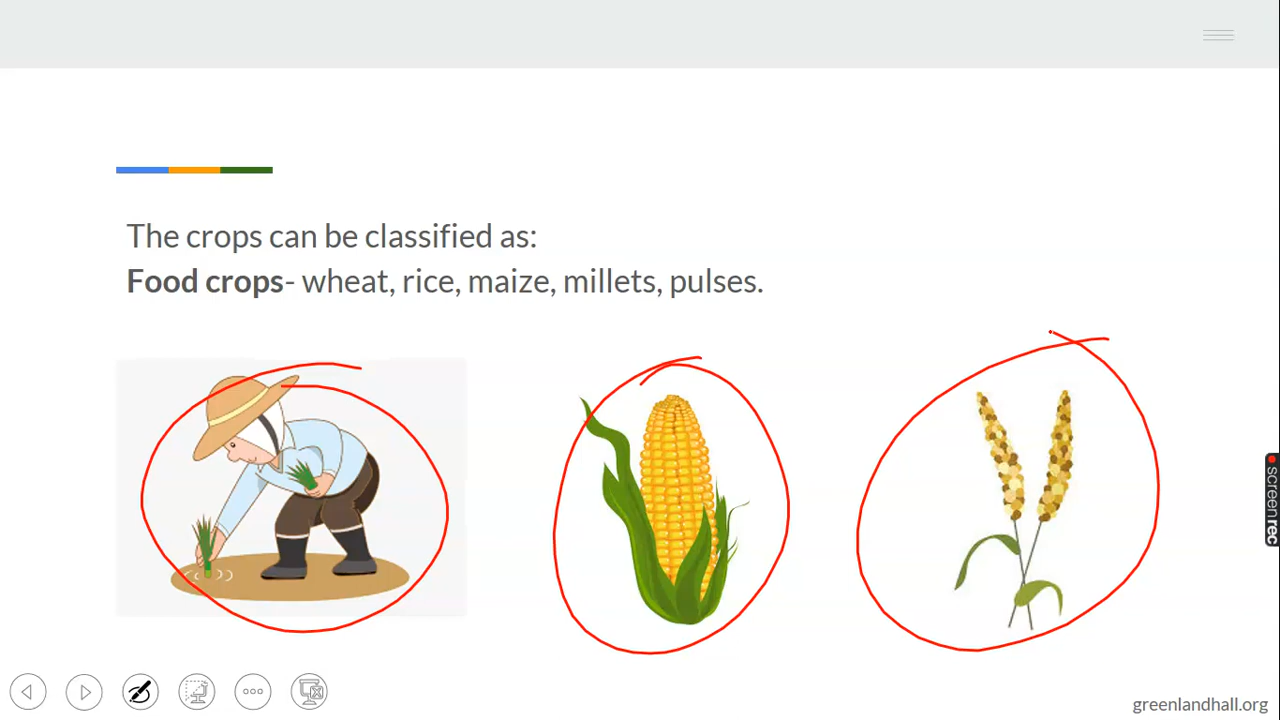 The crops can be classified as:
Food crops- wheat, rice, maize, millets, pulses.
screenrec
greenlandhall.org